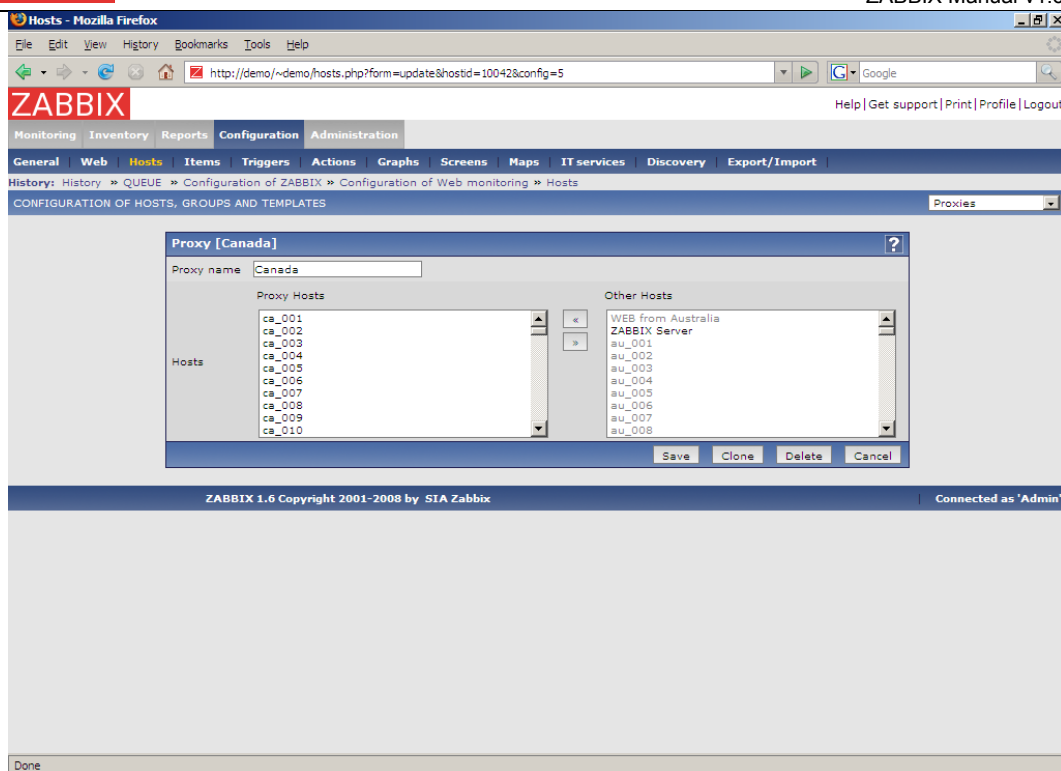 ZABBIX Manual v1.6
Hosts - Mozilla Firefox
File Edit View History Bookmarks Tools Help
http://demo/~demo/hosts.php?form=update&hostid=10042&config=5
G Google
ZABBIX
Help | Get support | Print | Profile | Logout
Monitoring Inventory Reports Configuration Administration
General | Web | Hosts | Items | Triggers | Actions | Graphs | Screens | Maps | IT services | Discovery | Export/Import |
History: History » QUEUE » Configuration of ZABBIX » Configuration of Web monitoring » Hosts
CONFIGURATION OF HOSTS, GROUPS AND TEMPLATES Proxies
Proxy [Canada] ?
Proxy name Canada
Proxy Hosts Other Hosts
Hosts
ca_001
ca_002
ca_003
ca_004
ca_005
ca_006
ca_007
ca_008
ca_009
ca_010
«
»
WEB from Australia
ZABBIX Server
au_001
au_002
au_003
au_004
au_005
au_006
au_007
au_008
Save Clone Delete Cancel
ZABBIX 1.6 Copyright 2001-2008 by SIA Zabbix | Connected as 'Admin'
Done